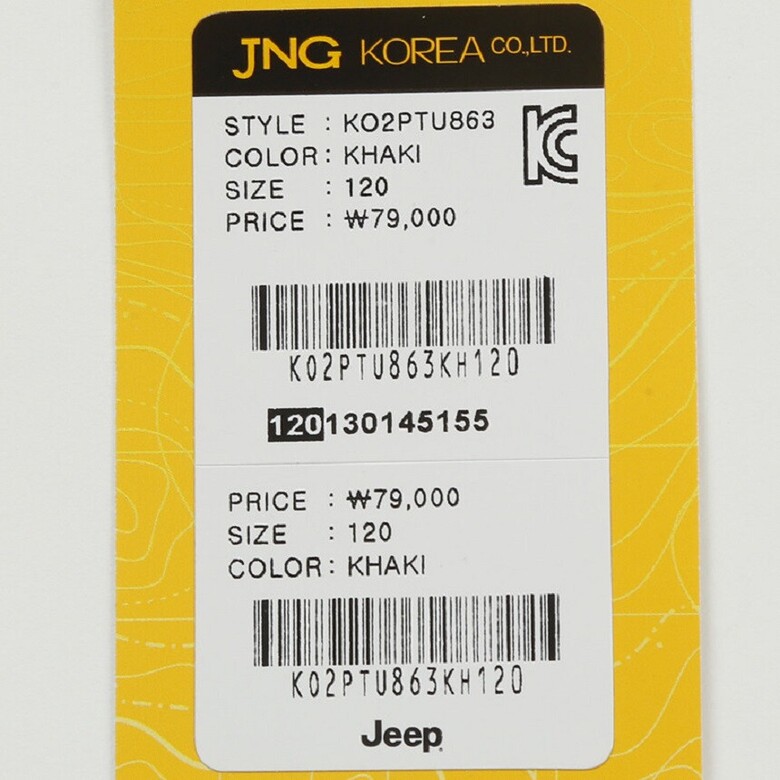 JNG KOREA CO.,LTD.
STYLE : KO2PTU863
COLOR : KHAKI
SIZE : 120
PRICE : ₩79,000
KC
K02PTU863KH120
120130145155
PRICE : ₩79,000
SIZE : 120
COLOR : KHAKI
K02PTU863KH120
Jeep